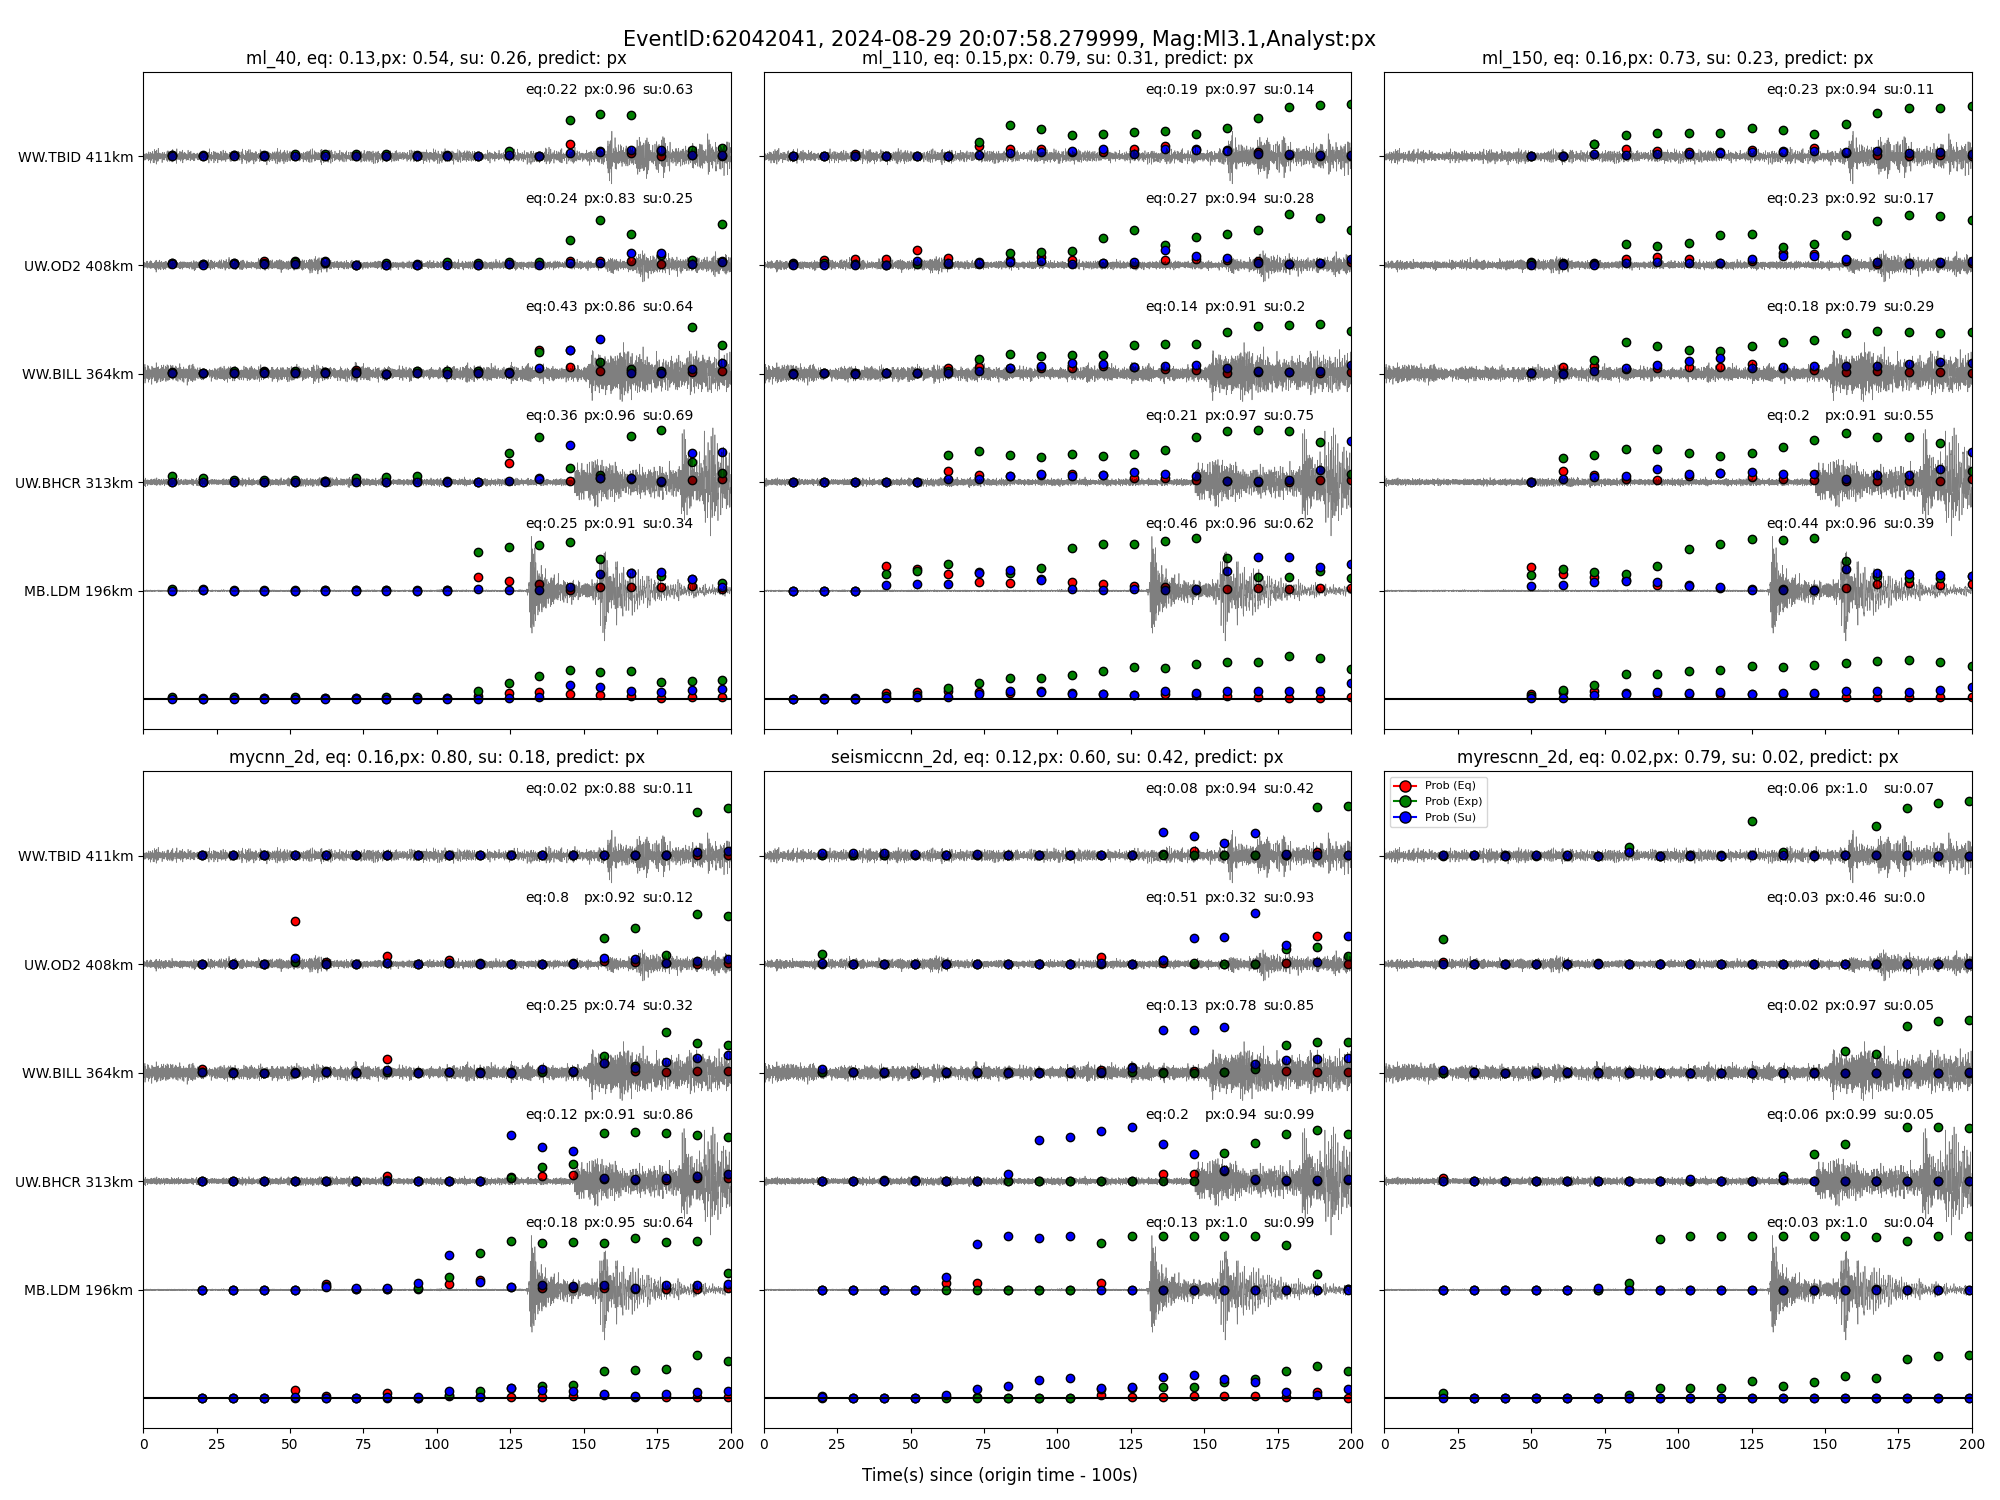 EventID:62042041, 2024-08-29 20:07:58.279999, Mag:Ml3.1,Analyst:px
ml_40, eq: 0.13,px: 0.54, su: 0.26, predict: px
WW.TBID 411km
eq:0.22 px:0.96 su:0.63
UW.OD2 408km
eq:0.24 px:0.83 su:0.25
WW.BILL 364km
eq:0.43 px:0.86 su:0.64
UW.BHCR 313km
eq:0.36 px:0.96 su:0.69
MB.LDM 196km
eq:0.25 px:0.91 su:0.34
ml_110, eq: 0.15,px: 0.79, su: 0.31, predict: px
eq:0.19 px:0.97 su:0.14
eq:0.27 px:0.94 su:0.28
eq:0.14 px:0.91 su:0.2
eq:0.21 px:0.97 su:0.75
eq:0.46 px:0.96 su:0.62
ml_150, eq: 0.16,px: 0.73, su: 0.23, predict: px
eq:0.23 px:0.94 su:0.11
eq:0.23 px:0.92 su:0.17
eq:0.18 px:0.79 su:0.29
eq:0.2 px:0.91 su:0.55
eq:0.44 px:0.96 su:0.39
mycnn_2d, eq: 0.16,px: 0.80, su: 0.18, predict: px
WW.TBID 411km
eq:0.02 px:0.88 su:0.11
UW.OD2 408km
eq:0.8 px:0.92 su:0.12
WW.BILL 364km
eq:0.25 px:0.74 su:0.32
UW.BHCR 313km
eq:0.12 px:0.91 su:0.86
MB.LDM 196km
eq:0.18 px:0.95 su:0.64
0 25 50 75 100 125 150 175 200
seismiccnn_2d, eq: 0.12,px: 0.60, su: 0.42, predict: px
eq:0.08 px:0.94 su:0.42
eq:0.51 px:0.32 su:0.93
eq:0.13 px:0.78 su:0.85
eq:0.2 px:0.94 su:0.99
eq:0.13 px:1.0 su:0.99
0 25 50 75 100 125 150 175 200
myrescnn_2d, eq: 0.02,px: 0.79, su: 0.02, predict: px
Prob (Eq)
Prob (Exp)
Prob (Su)
eq:0.06 px:1.0 su:0.07
eq:0.03 px:0.46 su:0.0
eq:0.02 px:0.97 su:0.05
eq:0.06 px:0.99 su:0.05
eq:0.03 px:1.0 su:0.04
0 25 50 75 100 125 150 175 200
Time(s) since (origin time - 100s)